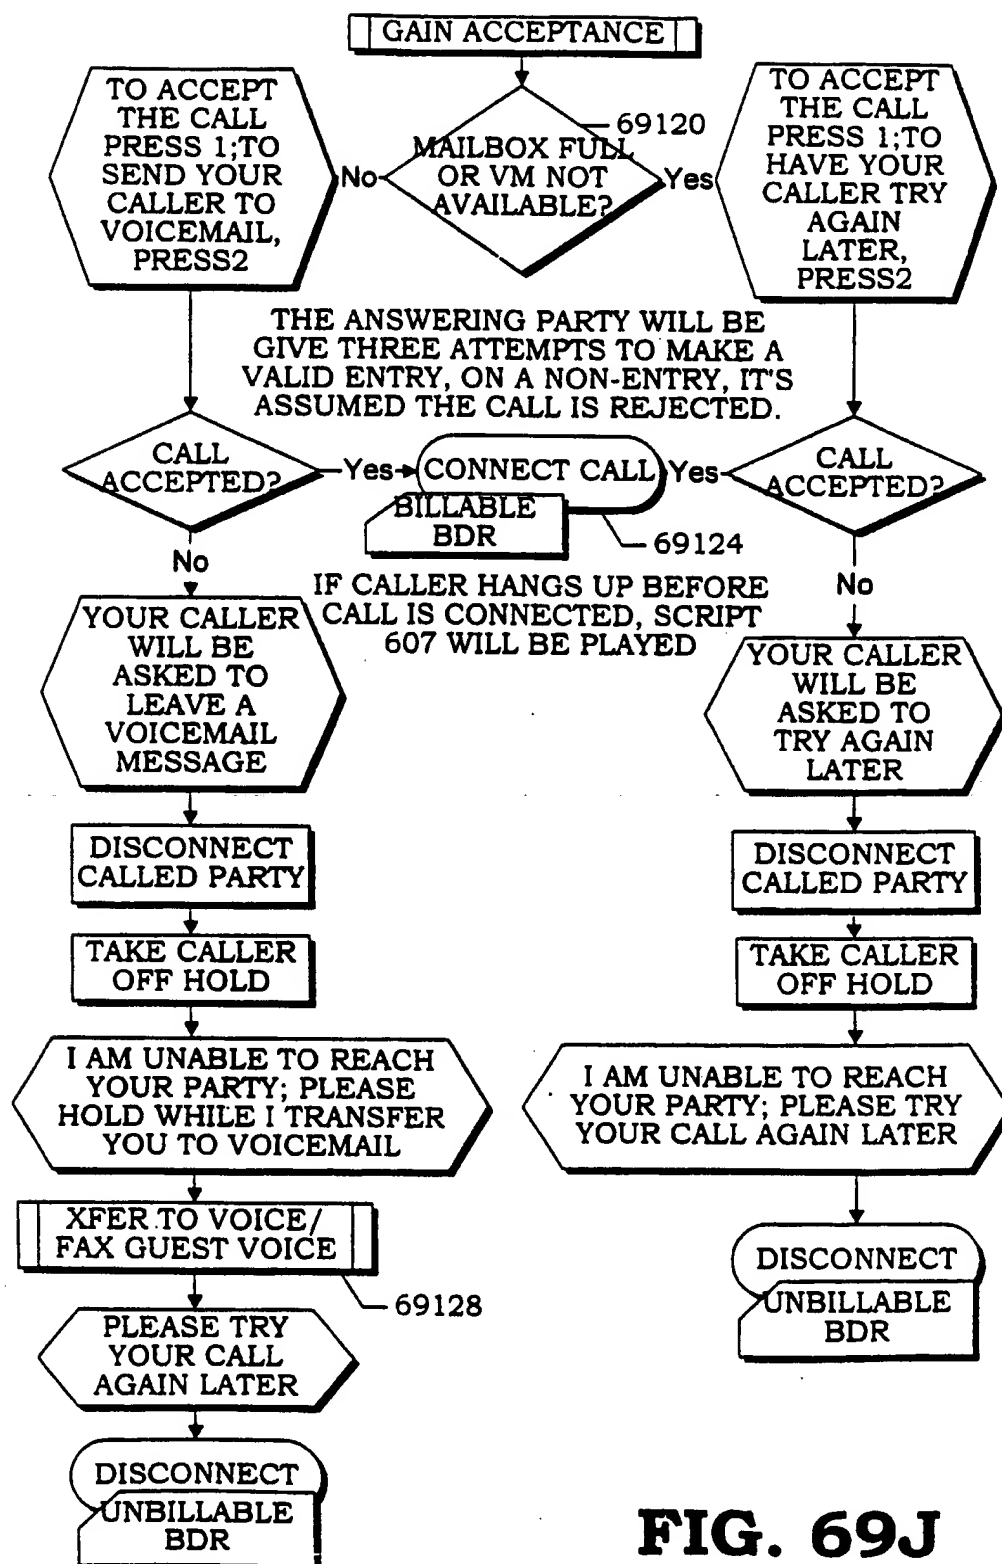 GAIN ACCEPTANCE
TO ACCEPT
THE CALL
PRESS 1;TO
SEND YOUR
CALLER TO
VOICEMAIL,
PRESS2
No
69120
MAILBOX FULL
OR VM NOT
AVAILABLE?
Yes
TO ACCEPT
THE CALL
PRESS 1;TO
HAVE YOUR
CALLER TRY
AGAIN
LATER,
PRESS2
THE ANSWERING PARTY WILL BE
GIVE THREE ATTEMPTS TO MAKE A
VALID ENTRY, ON A NON-ENTRY, IT'S
ASSUMED THE CALL IS REJECTED.
CALL
ACCEPTED?
Yes
CONNECT CALL
BILLABLE
BDR
69124
Yes
CALL
ACCEPTED?
No
IF CALLER HANGS UP BEFORE
CALL IS CONNECTED, SCRIPT
607 WILL BE PLAYED
No
YOUR CALLER
WILL BE
ASKED TO
LEAVE A
VOICEMAIL
MESSAGE
YOUR CALLER
WILL BE
ASKED TO
TRY AGAIN
LATER
DISCONNECT
CALLED PARTY
DISCONNECT
CALLED PARTY
TAKE CALLER
OFF HOLD
TAKE CALLER
OFF HOLD
I AM UNABLE TO REACH
YOUR PARTY; PLEASE
HOLD WHILE I TRANSFER
YOU TO VOICEMAIL
I AM UNABLE TO REACH
YOUR PARTY; PLEASE TRY
YOUR CALL AGAIN LATER
XFER TO VOICE/
FAX GUEST VOICE
69128
DISCONNECT
UNBILLABLE
BDR
PLEASE TRY
YOUR CALL
AGAIN LATER
DISCONNECT
UNBILLABLE
BDR
FIG. 69J